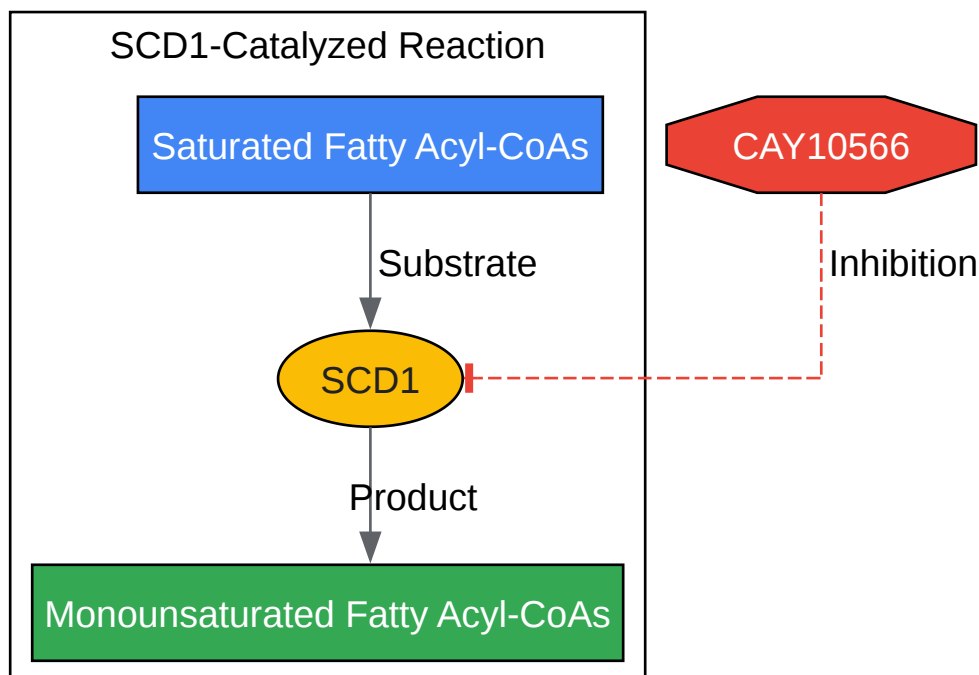 SCD1-Catalyzed Reaction
Saturated Fatty Acyl-CoAs
CAY10566
Substrate
Inhibition
SCD1
Product
Monounsaturated Fatty Acyl-CoAs